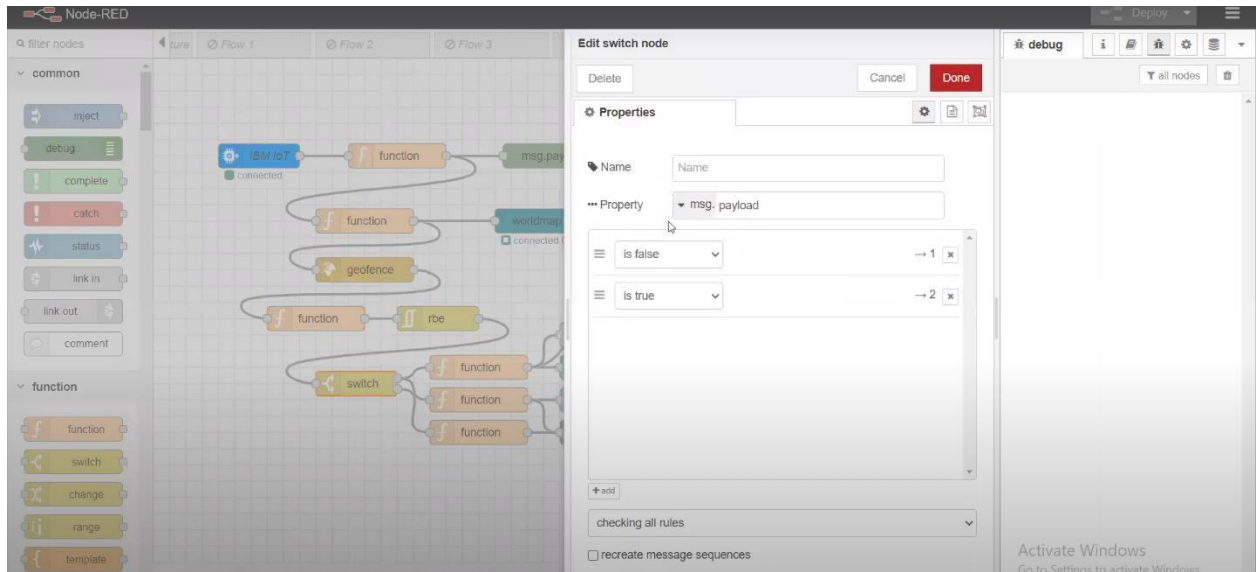 Node-RED
Deploy
filter nodes
ture
Flow 1
Flow 2
Flow 3
common
inject
debug
complete
catch
status
link in
link out
comment
function
function
switch
change
range
template
IBM IoT
connected
function
msg.pay
function
worldmap
connected
geofence
function
rbe
switch
function
function
function
Edit switch node
Delete
Cancel
Done
Properties
Name
Name
Property
msg. payload
is false
→ 1
is true
→ 2
add
checking all rules
recreate message sequences
debug
i
all nodes
Activate Windows
Go to Settings to activate Windows.